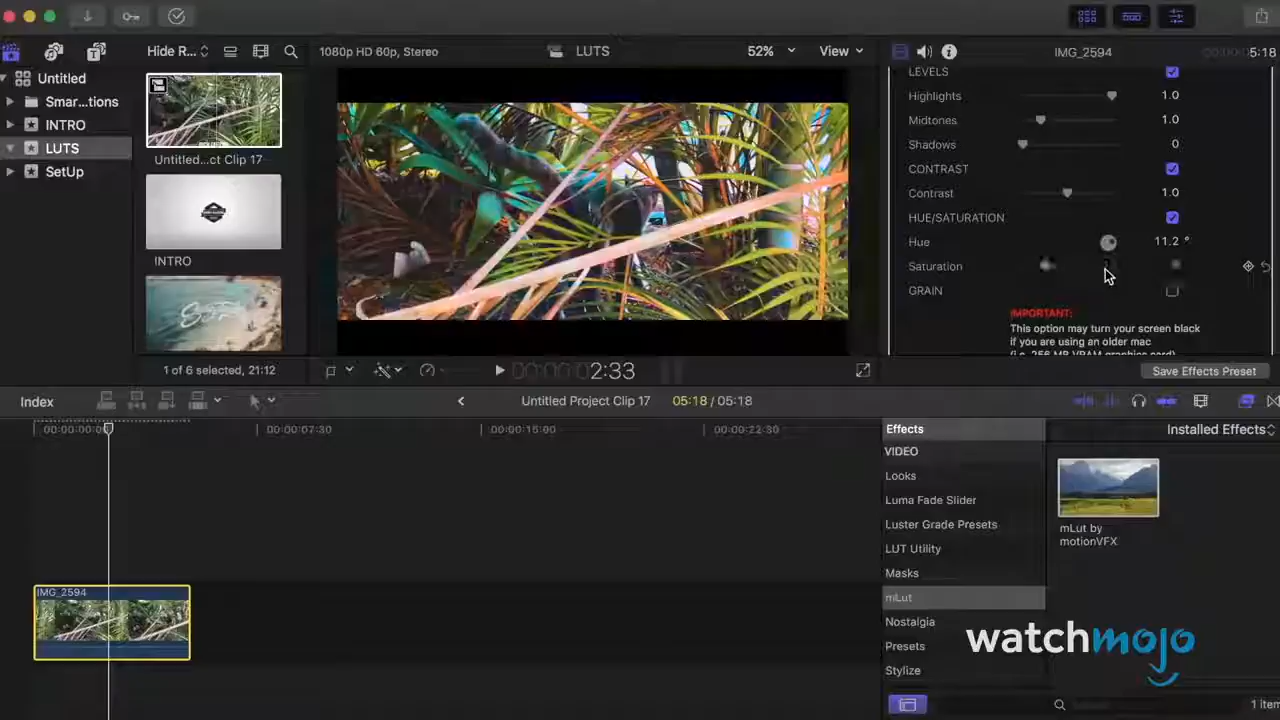 Hide R...
1080p HD 60p, Stereo
LUTS
52%
View
IMG_2594
5:18
Untitled
Smar...tions
INTRO
LUTS
SetUp
Untitled...ct Clip 17
INTRO
1 of 6 selected, 21:12
LEVELS
Highlights 1.0
Midtones 1.0
Shadows 0
CONTRAST
Contrast 1.0
HUE/SATURATION
Hue 11.2 °
Saturation
GRAIN
IMPORTANT:
This option may turn your screen black
if you are using an older mac
(i.e. 256 MB VRAM graphics card)
Save Effects Preset
2:33
Index
Untitled Project Clip 17
05:18 / 05:18
00:00:07:30
00:00:15:00
00:00:22:30
IMG_2594
Effects
Installed Effects
VIDEO
Looks
Luma Fade Slider
Luster Grade Presets
LUT Utility
Masks
mLut
Nostalgia
Presets
Stylize
mLut by
motionVFX
watchmojo
1 item